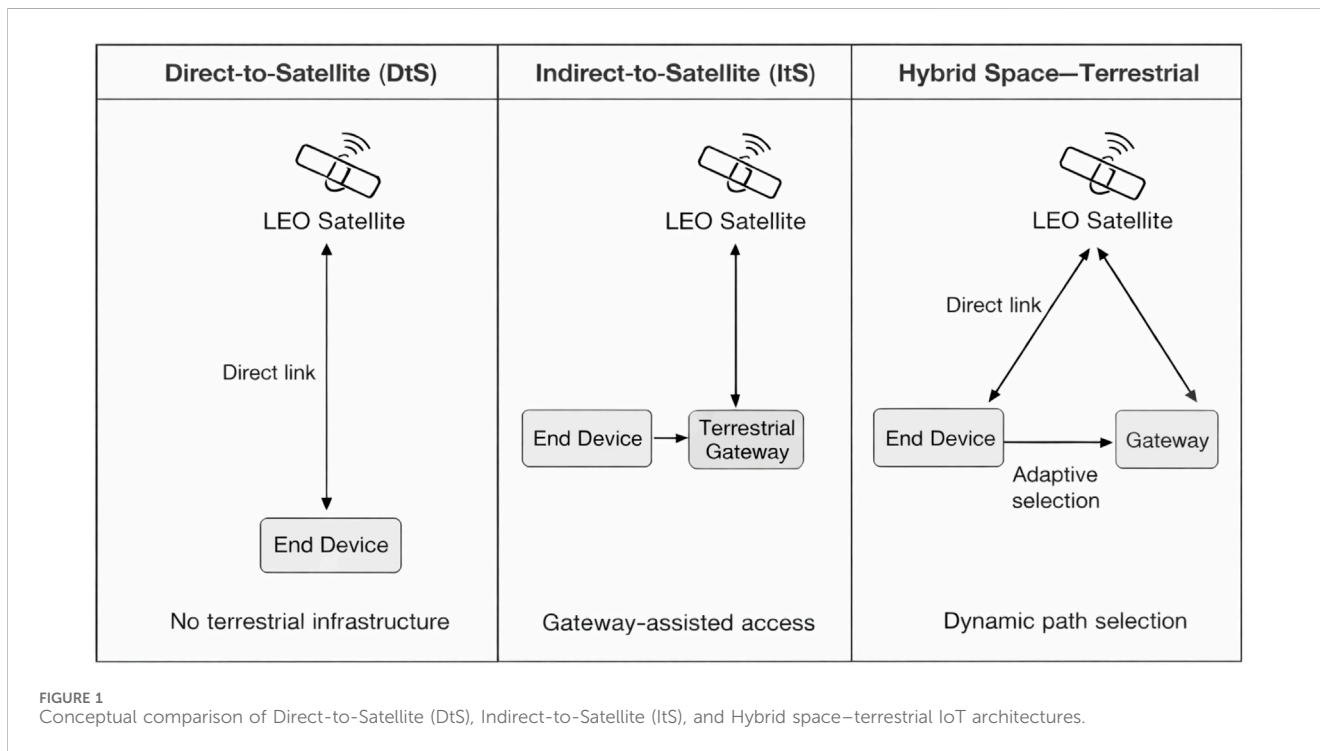 Direct-to-Satellite (DtS)
LEO Satellite
Direct link
End Device
No terrestrial infrastructure
Indirect-to-Satellite (ItS)
LEO Satellite
End Device
Terrestrial
Gateway
Gateway-assisted access
Hybrid Space—Terrestrial
LEO Satellite
Direct link
End Device
Gateway
Adaptive
selection
Dynamic path selection
FIGURE 1
Conceptual comparison of Direct-to-Satellite (DtS), Indirect-to-Satellite (ItS), and Hybrid space–terrestrial IoT architectures.